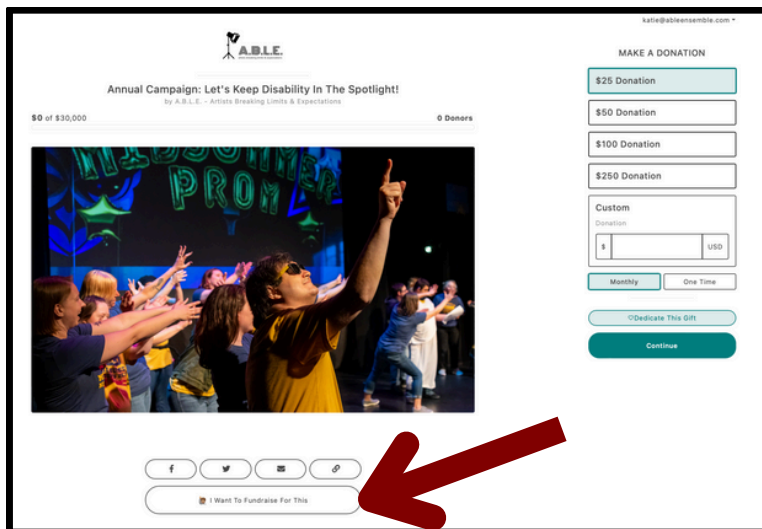 katie@ableensemble.com
A.B.L.E.
Annual Campaign: Let's Keep Disability In The Spotlight!
by A.B.L.E. - Artists Breaking Limits & Expectations
$0 of $30,000
0 Donors
MIDSUMMER
PROM
f
I Want To Fundraise For This
MAKE A DONATION
$25 Donation
$50 Donation
$100 Donation
$250 Donation
Custom
Donation
$
USD
Monthly
One Time
♡Dedicate This Gift
Continue